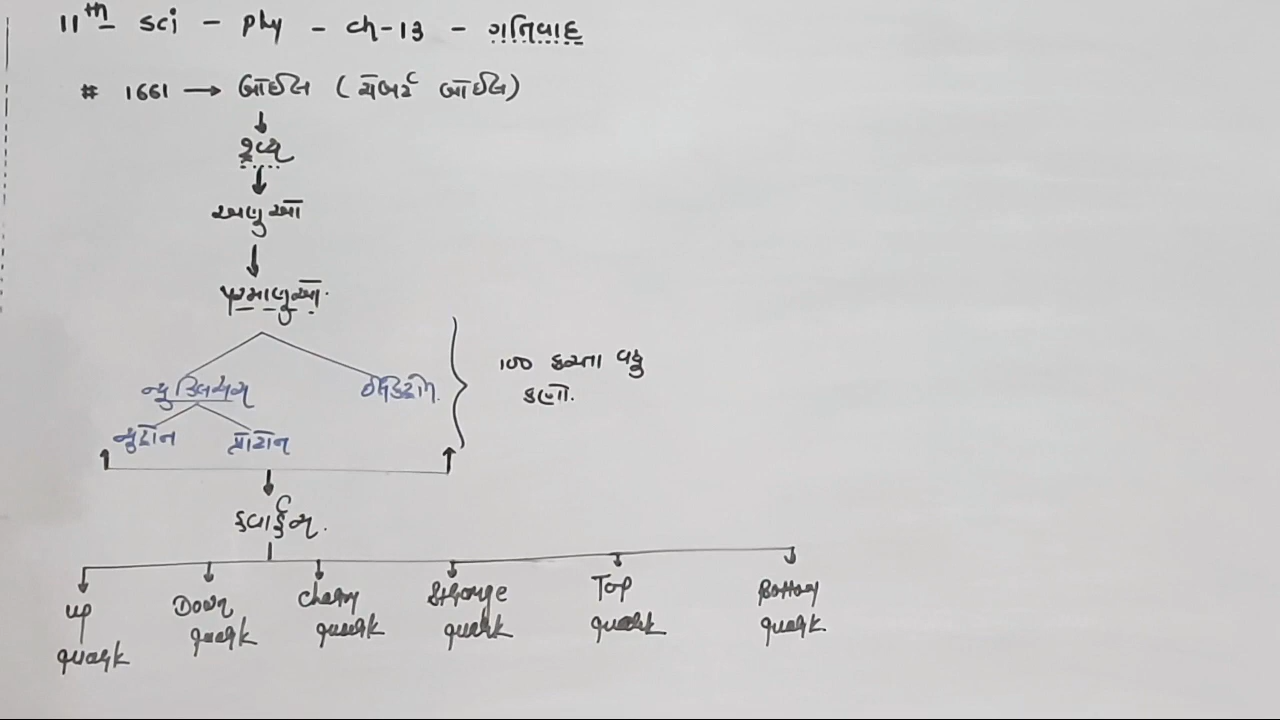 11th sci - phy - ch-13 - ગતિવાદ
# 1661 → બોઈલ (રોબર્ટ બોઈલ)
દ્રવ્ય
અણુઓ
પરમાણુઓ.
ન્યુક્લિયસ ઈલેક્ટ્રોન.
ન્યુટ્રોન પ્રોટોન
100 કરતા વધુ
કણો.
ક્વાર્ક્સ.
up quark
Down quark
charm quark
strange quark
Top quark
Bottom quark.